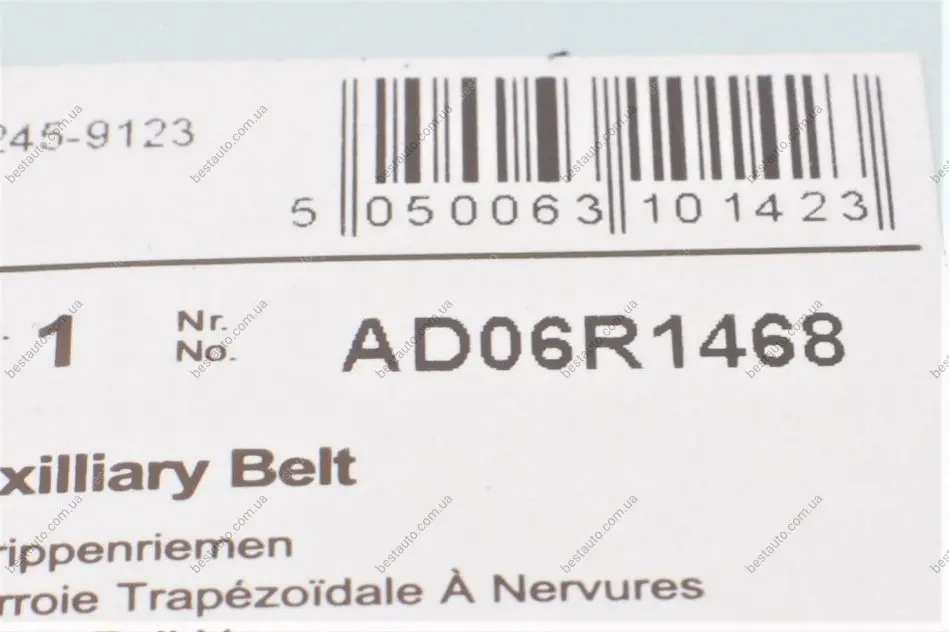 245-9123
5 050063 101423
1 Nr. No. AD06R1468
xilliary Belt
rippenriemen
rroie Trapézoïdale À Nervures
bestauto.com.ua